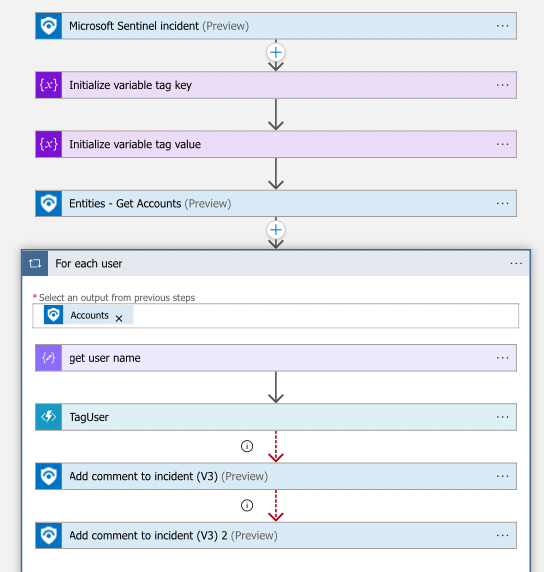 Microsoft Sentinel incident (Preview)
{x} Initialize variable tag key
{x} Initialize variable tag value
Entities - Get Accounts (Preview)
For each user
* Select an output from previous steps
Accounts
get user name
TagUser
Add comment to incident (V3) (Preview)
Add comment to incident (V3) 2 (Preview)